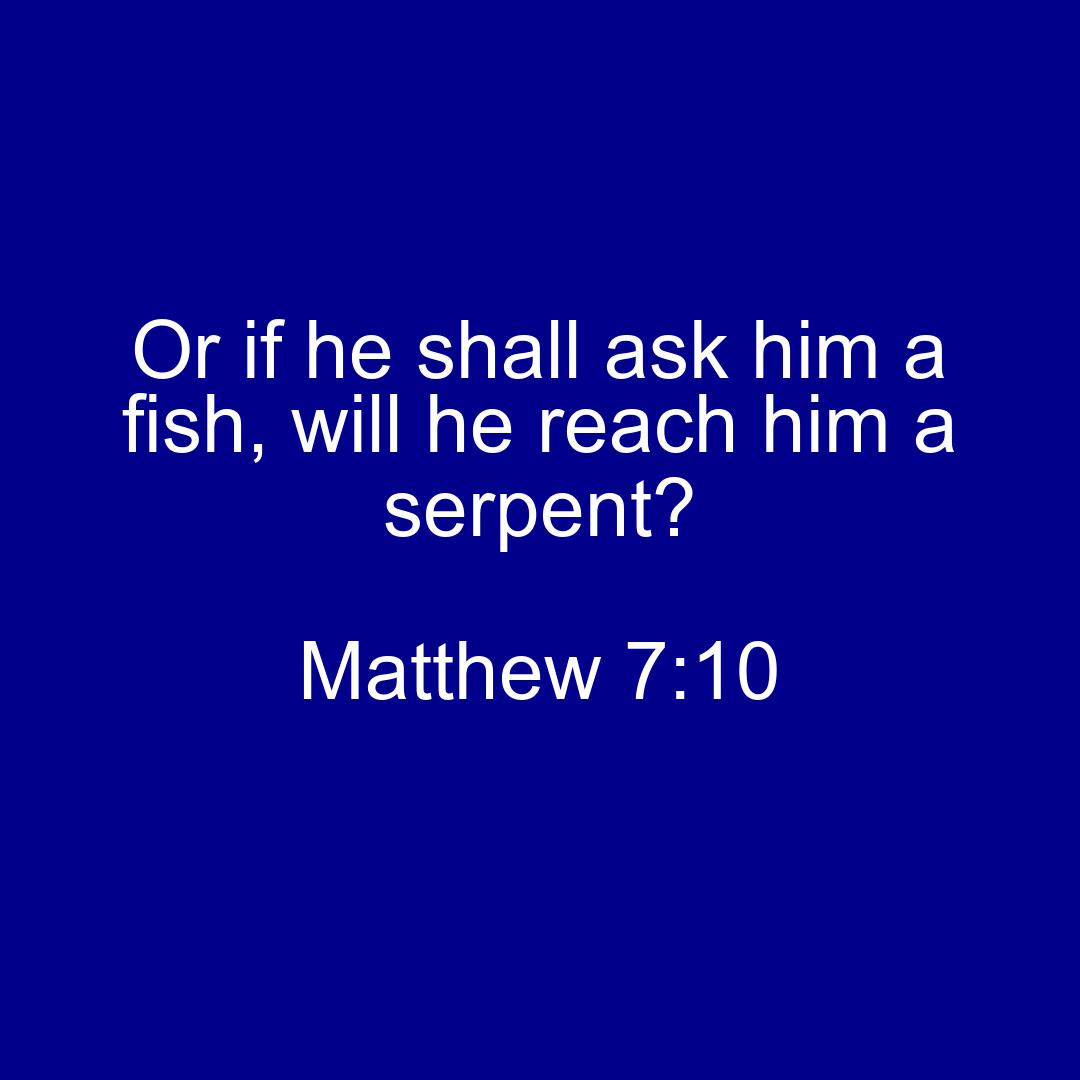 Or if he shall ask him a
fish, will he reach him a
serpent?
Matthew 7:10